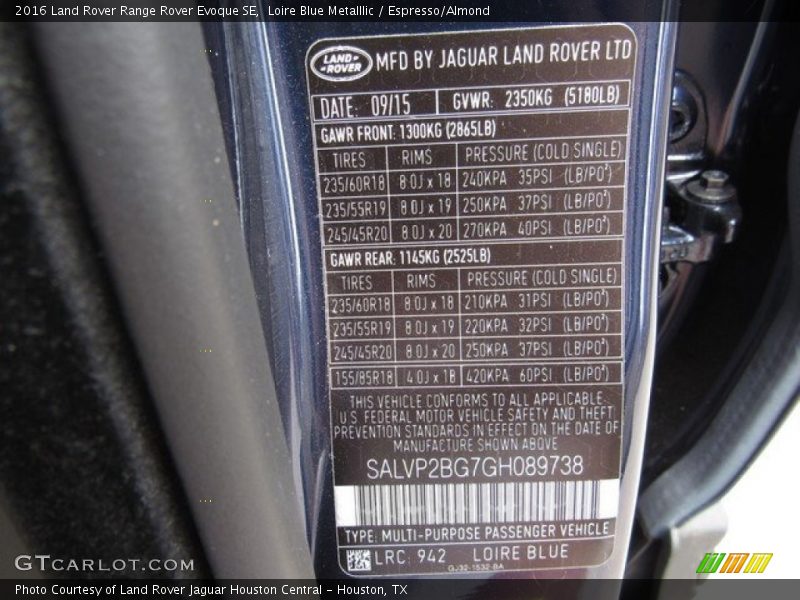 2016 Land Rover Range Rover Evoque SE,  Loire Blue Metalllic / Espresso/Almond
LAND-
-ROVER MFD BY JAGUAR LAND ROVER LTD
DATE: 09/15 GVWR: 2350KG (5180LB)
GAWR FRONT: 1300KG (2865LB)
TIRES RIMS PRESSURE (COLD SINGLE)
235/60R18 8.0J x 18 240KPA 35PSI (LB/PO²)
235/55R19 8.0J x 19 250KPA 37PSI (LB/PO²)
245/45R20 8.0J x 20 270KPA 40PSI (LB/PO²)
GAWR REAR: 1145KG (2525LB)
TIRES RIMS PRESSURE (COLD SINGLE)
235/60R18 8.0J x 18 210KPA 31PSI (LB/PO²)
235/55R19 8.0J x 19 220KPA 32PSI (LB/PO²)
245/45R20 8.0J x 20 250KPA 37PSI (LB/PO²)
155/85R18 4.0J x 18 420KPA 60PSI (LB/PO²)
THIS VEHICLE CONFORMS TO ALL APPLICABLE
U.S. FEDERAL MOTOR VEHICLE SAFETY AND THEFT
PREVENTION STANDARDS IN EFFECT ON THE DATE OF
MANUFACTURE SHOWN ABOVE
SALVP2BG7GH089738
TYPE: MULTI-PURPOSE PASSENGER VEHICLE
LRC: 942 LOIRE BLUE
GJ32-1532-BA
GTCARLOT.COM
Photo Courtesy of Land Rover Jaguar Houston Central - Houston, TX